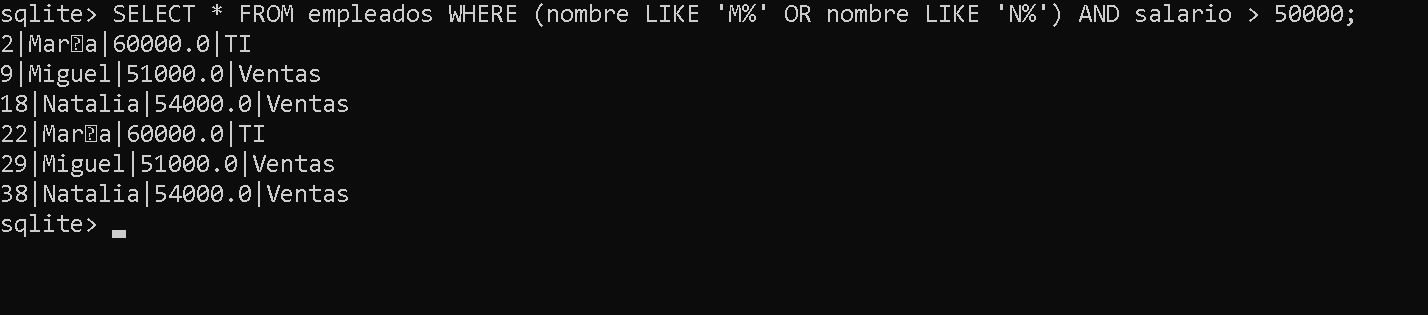 sqlite> SELECT * FROM empleados WHERE (nombre LIKE 'M%' OR nombre LIKE 'N%') AND salario > 50000;
2|Mar�a|60000.0|TI
9|Miguel|51000.0|Ventas
18|Natalia|54000.0|Ventas
22|Mar�a|60000.0|TI
29|Miguel|51000.0|Ventas
38|Natalia|54000.0|Ventas
sqlite>